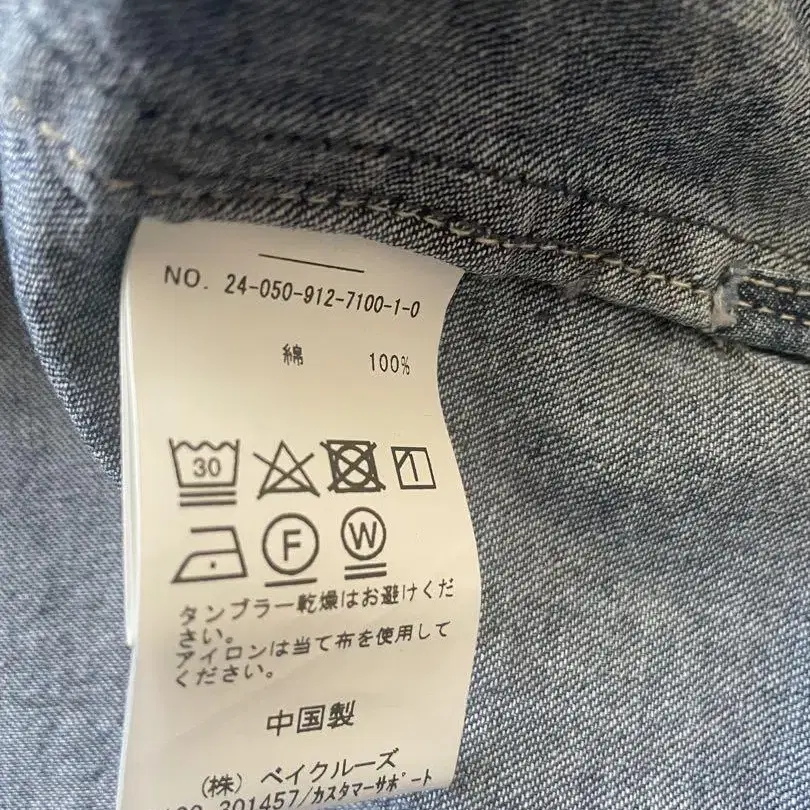 NO. 24-050-912-7100-1-0
綿 100%
30
F W
タンブラー乾燥はお避けくだ
さい。
アイロンは当て布を使用して
ください。
中国製
(株) ベイクルーズ
301457/カスタマーサポート